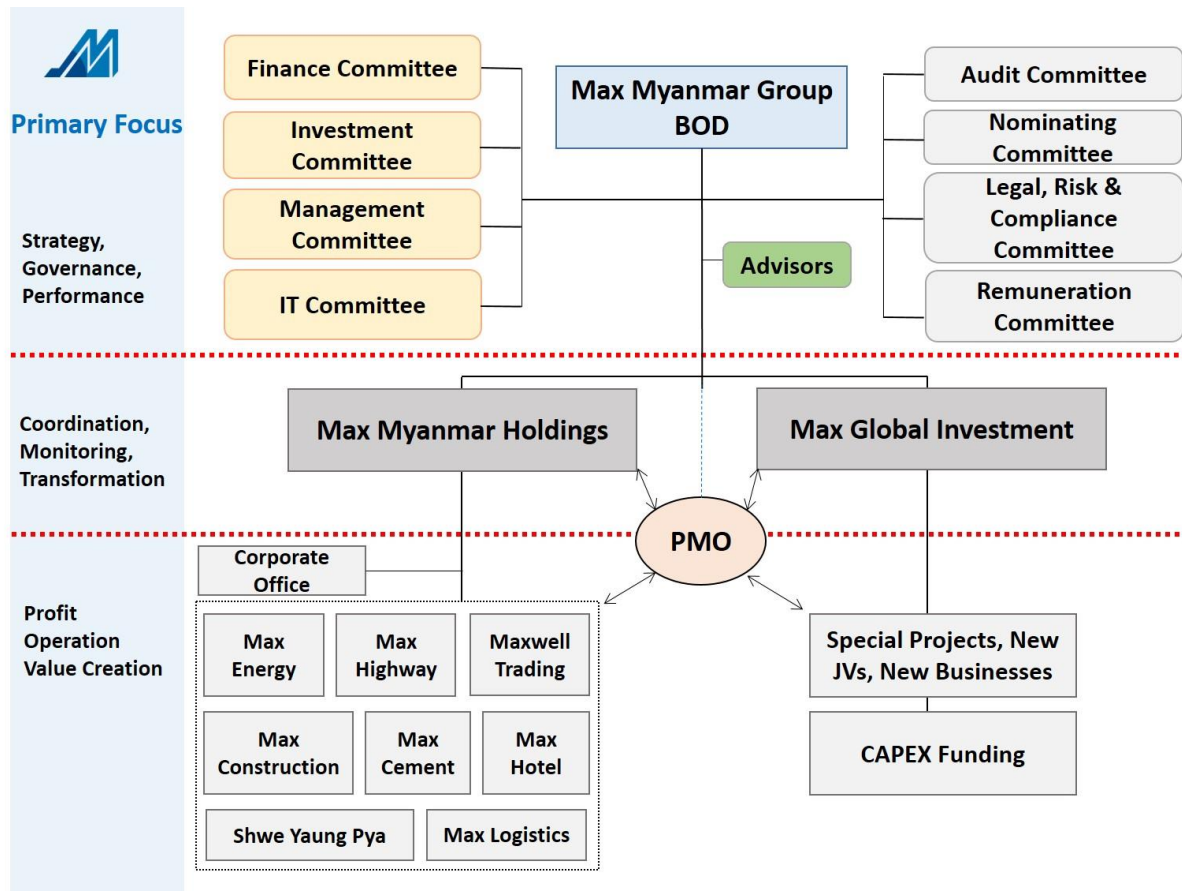 Primary Focus
Strategy,
Governance,
Performance
Coordination,
Monitoring,
Transformation
Profit
Operation
Value Creation
Finance Committee
Investment
Committee
Management
Committee
IT Committee
Max Myanmar Group
BOD
Advisors
Audit Committee
Nominating
Committee
Legal, Risk &
Compliance
Committee
Remuneration
Committee
Max Myanmar Holdings
Max Global Investment
PMO
Corporate
Office
Max
Energy
Max
Highway
Maxwell
Trading
Max
Construction
Max
Cement
Max
Hotel
Shwe Yaung Pya
Max Logistics
Special Projects, New
JVs, New Businesses
CAPEX Funding